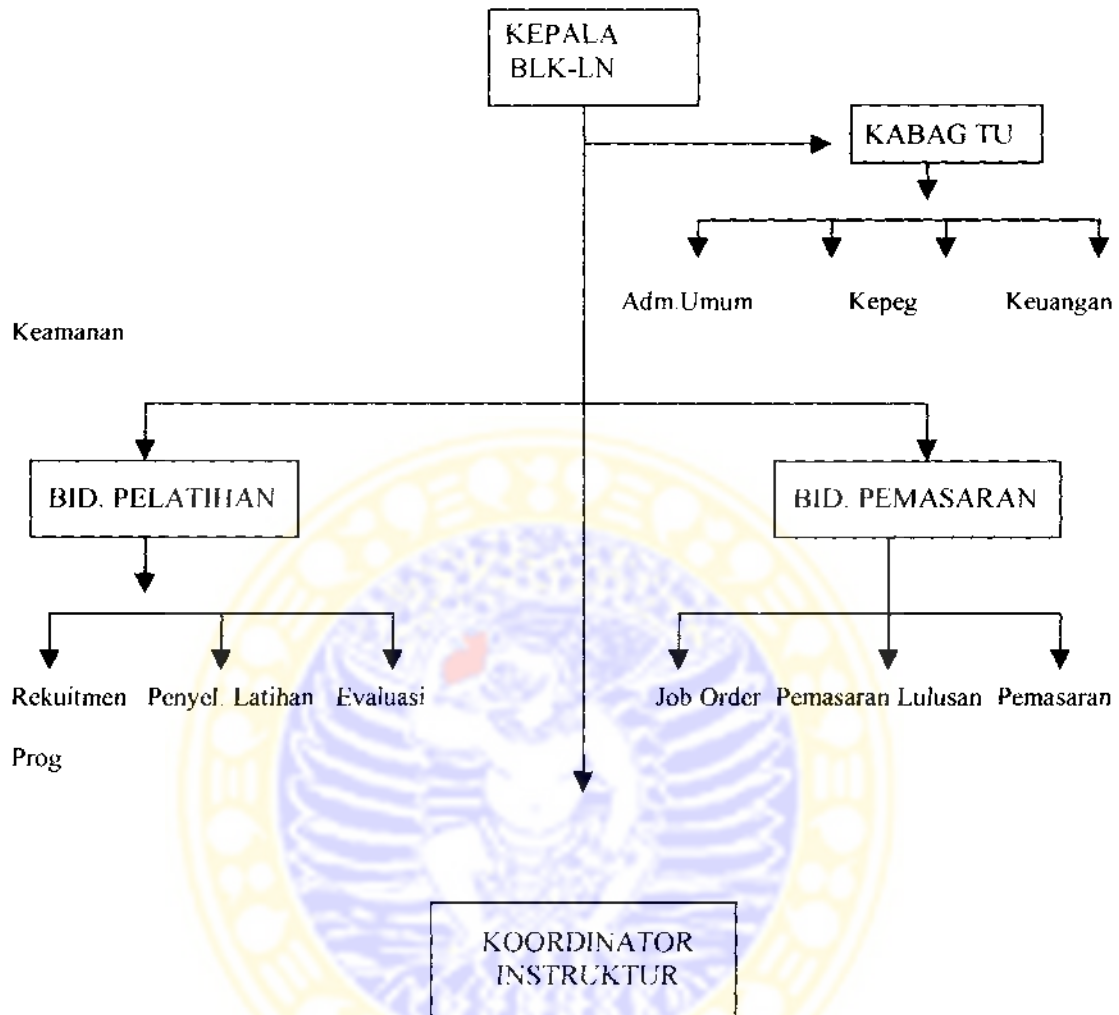 KEPALA
BLK-LN
KABAG TU
Adm.Umum Kepeg Keuangan
Keamanan
BID. PELATIHAN BID. PEMASARAN
Rekuitmen Penyel. Latihan Evaluasi Job Order Pemasaran Lulusan Pemasaran
Prog
KOORDINATOR
INSTRUKTUR